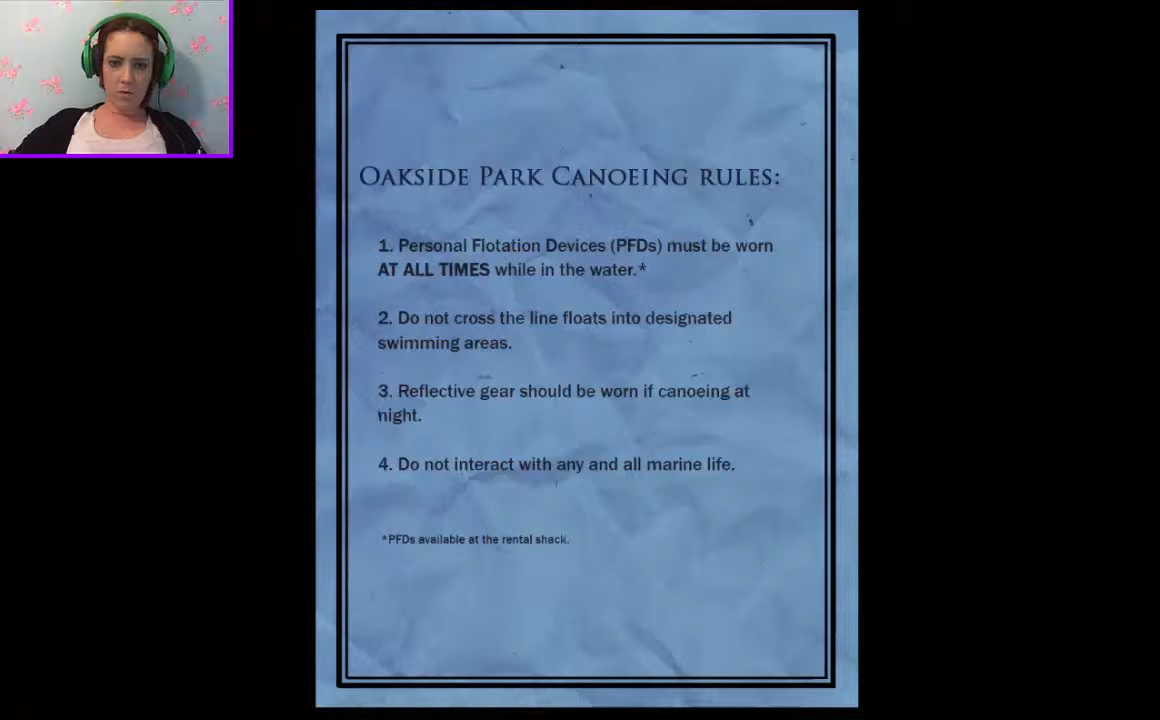 OAKSIDE PARK CANOEING RULES:
1. Personal Flotation Devices (PFDs) must be worn
AT ALL TIMES while in the water.*
2. Do not cross the line floats into designated
swimming areas.
3. Reflective gear should be worn if canoeing at
night.
4. Do not interact with any and all marine life.
*PFDs available at the rental shack.